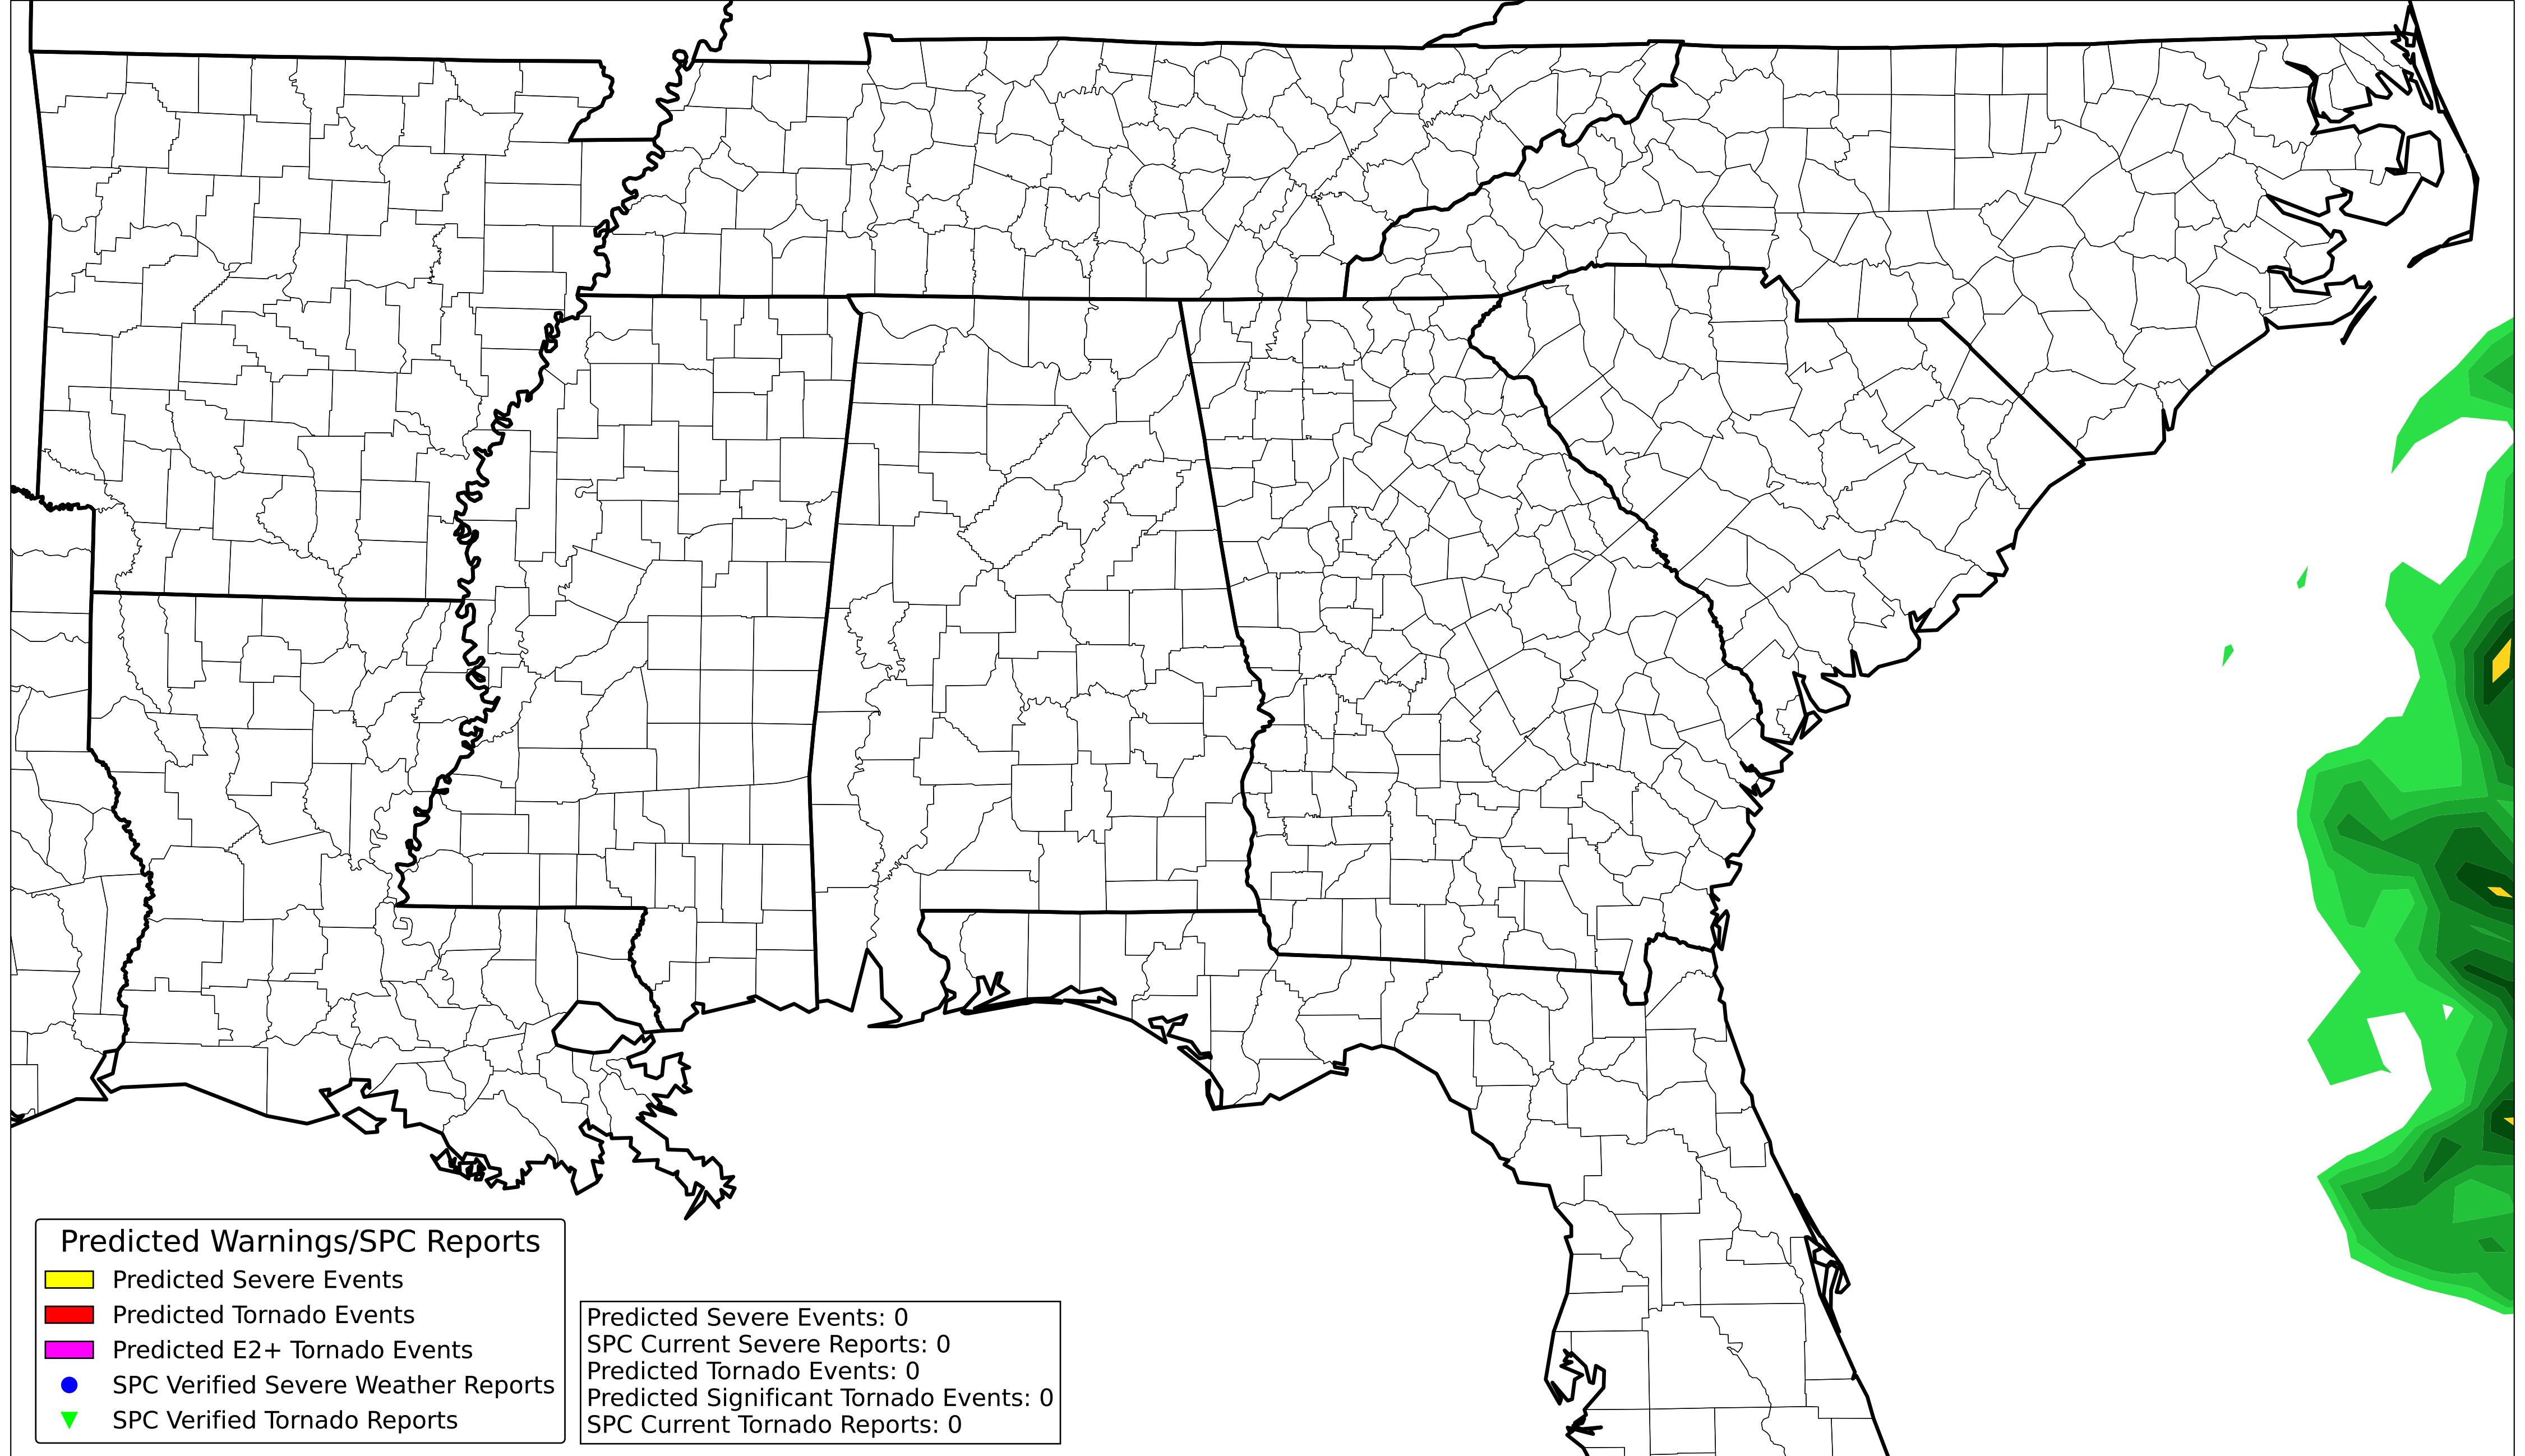 Predicted Warnings/SPC Reports
Predicted Severe Events
Predicted Tornado Events
Predicted E2+ Tornado Events
SPC Verified Severe Weather Reports
SPC Verified Tornado Reports
Predicted Severe Events: 0
SPC Current Severe Reports: 0
Predicted Tornado Events: 0
Predicted Significant Tornado Events: 0
SPC Current Tornado Reports: 0